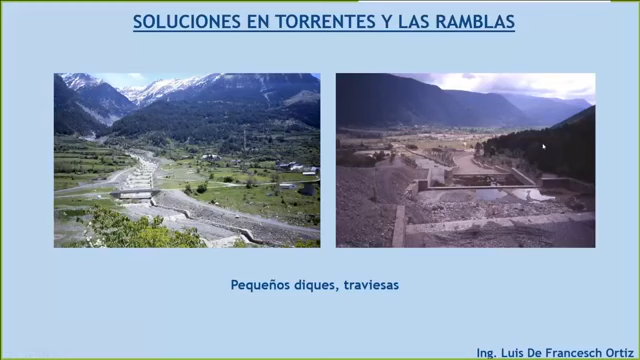 SOLUCIONES EN TORRENTES Y LAS RAMBLAS
Pequeños diques, traviesas
Ing. Luis De Francesch Ortiz